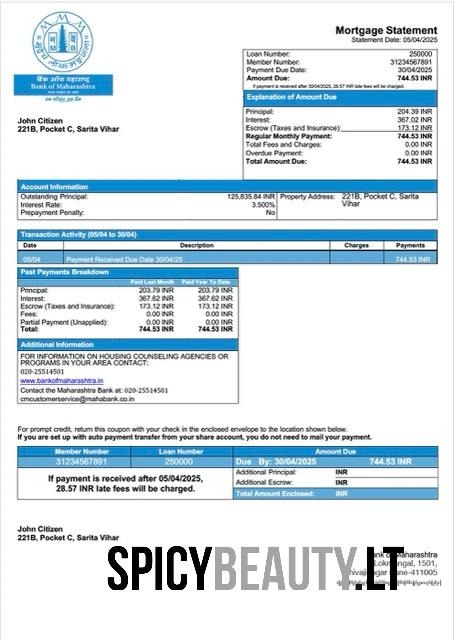 Mortgage Statement
Statement Date: 05/04/2025
बैंक ऑफ महाराष्ट्र
Bank of Maharashtra
Loan Number: 250000
Member Number: 31234567891
Payment Due Date: 30/04/2025
Amount Due: 744.53 INR
If payment is received after 30/04/2025, 28.57 INR late fees will be charged.
John Citizen
221B, Pocket C, Sarita Vihar
Explanation of Amount Due
Principal: 204.39 INR
Interest: 367.02 INR
Escrow (Taxes and Insurance): 173.12 INR
Regular Monthly Payment: 744.53 INR
Total Fees and Charges: 0.00 INR
Overdue Payment: 0.00 INR
Total Amount Due: 744.53 INR
Account Information
Outstanding Principal: 125,835.84 INR Property Address: 221B, Pocket C, Sarita
Vihar
Interest Rate: 3.500%
Prepayment Penalty: No
Transaction Activity (05/04 to 30/04)
Date Description Charges Payments
05/04 Payment Received Due Date 30/04/25 744.53 INR
Past Payments Breakdown
Paid Last Month Paid Year To Date
Principal: 203.79 INR 203.79 INR
Interest: 367.62 INR 367.62 INR
Escrow (Taxes and Insurance): 173.12 INR 173.12 INR
Fees: 0.00 INR 0.00 INR
Partial Payment (Unapplied): 0.00 INR 0.00 INR
Total: 744.53 INR 744.53 INR
Additional Information
FOR INFORMATION ON HOUSING COUNSELING AGENCIES OR
PROGRAMS IN YOUR AREA CONTACT:
020-25514501
www.bankofmaharashtra.in
Contact the Maharashtra Bank at: 020-25514501
cmcustomerservice@mahabank.co.in
For prompt credit, return this coupon with your check in the enclosed envelope to the location shown below.
If you are set up with auto payment transfer from your share account, you do not need to mail your payment.
Member Number Loan Number Amount Due
31234567891 250000 Due By: 30/04/2025 744.53 INR
If payment is received after 05/04/2025,
28.57 INR late fees will be charged.
Additional Principal: INR
Additional Escrow: INR
Total Amount Enclosed: INR
John Citizen
221B, Pocket C, Sarita Vihar
Maharashtra
1501,
411005
SPICYBEAUTY.LT